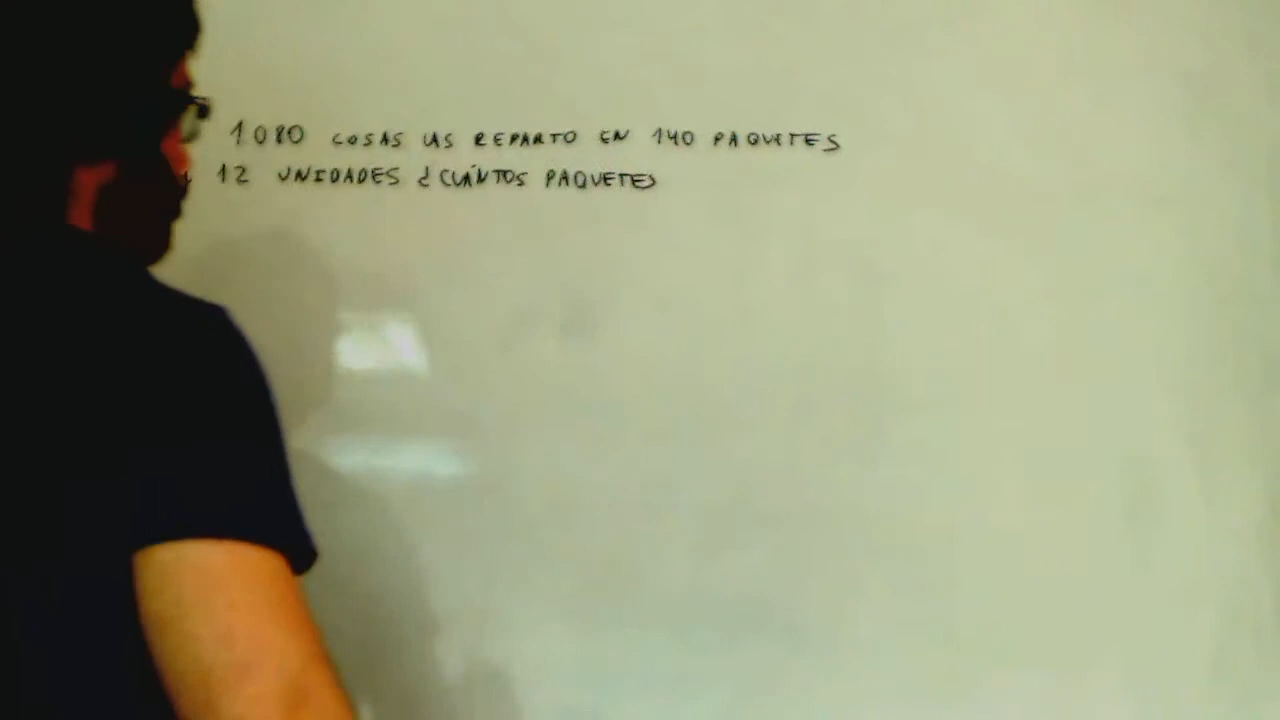 1080 COSAS LAS REPARTO EN 140 PAQUETES
12 UNIDADES ¿CUÁNTOS PAQUETES